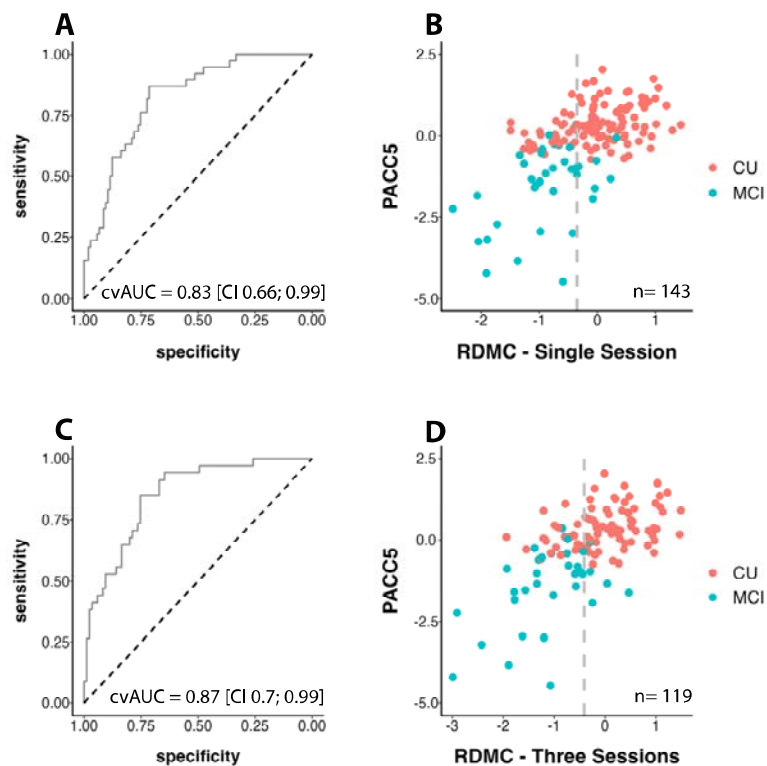 A
1.00
0.75
0.50
0.25
0.00
sensitivity
cvAUC = 0.83 [CI 0.66; 0.99]
1.00 0.75 0.50 0.25 0.00
specificity
B
2.5
0.0
-2.5
-5.0
PACC5
CU
MCI
n= 143
-2 -1 0 1
RDMC - Single Session
C
1.00
0.75
0.50
0.25
0.00
sensitivity
cvAUC = 0.87 [CI 0.7; 0.99]
1.00 0.75 0.50 0.25 0.00
specificity
D
2.5
0.0
-2.5
-5.0
PACC5
CU
MCI
n= 119
-3 -2 -1 0 1
RDMC - Three Sessions